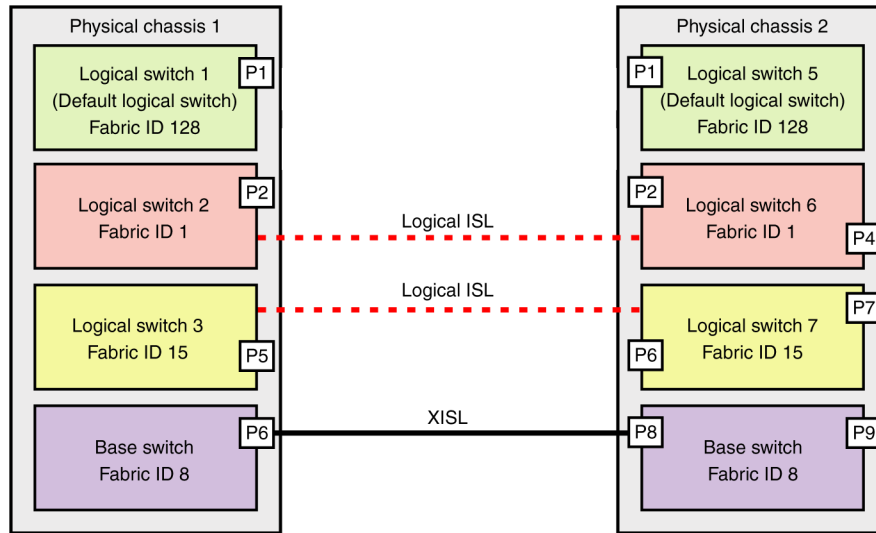 Physical chassis 1
Logical switch 1
(Default logical switch)
Fabric ID 128
P1
Logical switch 2
Fabric ID 1
P2
Logical switch 3
Fabric ID 15
P5
Base switch
Fabric ID 8
P6
Logical ISL
Logical ISL
XISL
Physical chassis 2
P1
Logical switch 5
(Default logical switch)
Fabric ID 128
P2
Logical switch 6
Fabric ID 1
P4
P7
Logical switch 7
Fabric ID 15
P6
P8
Base switch
Fabric ID 8
P9